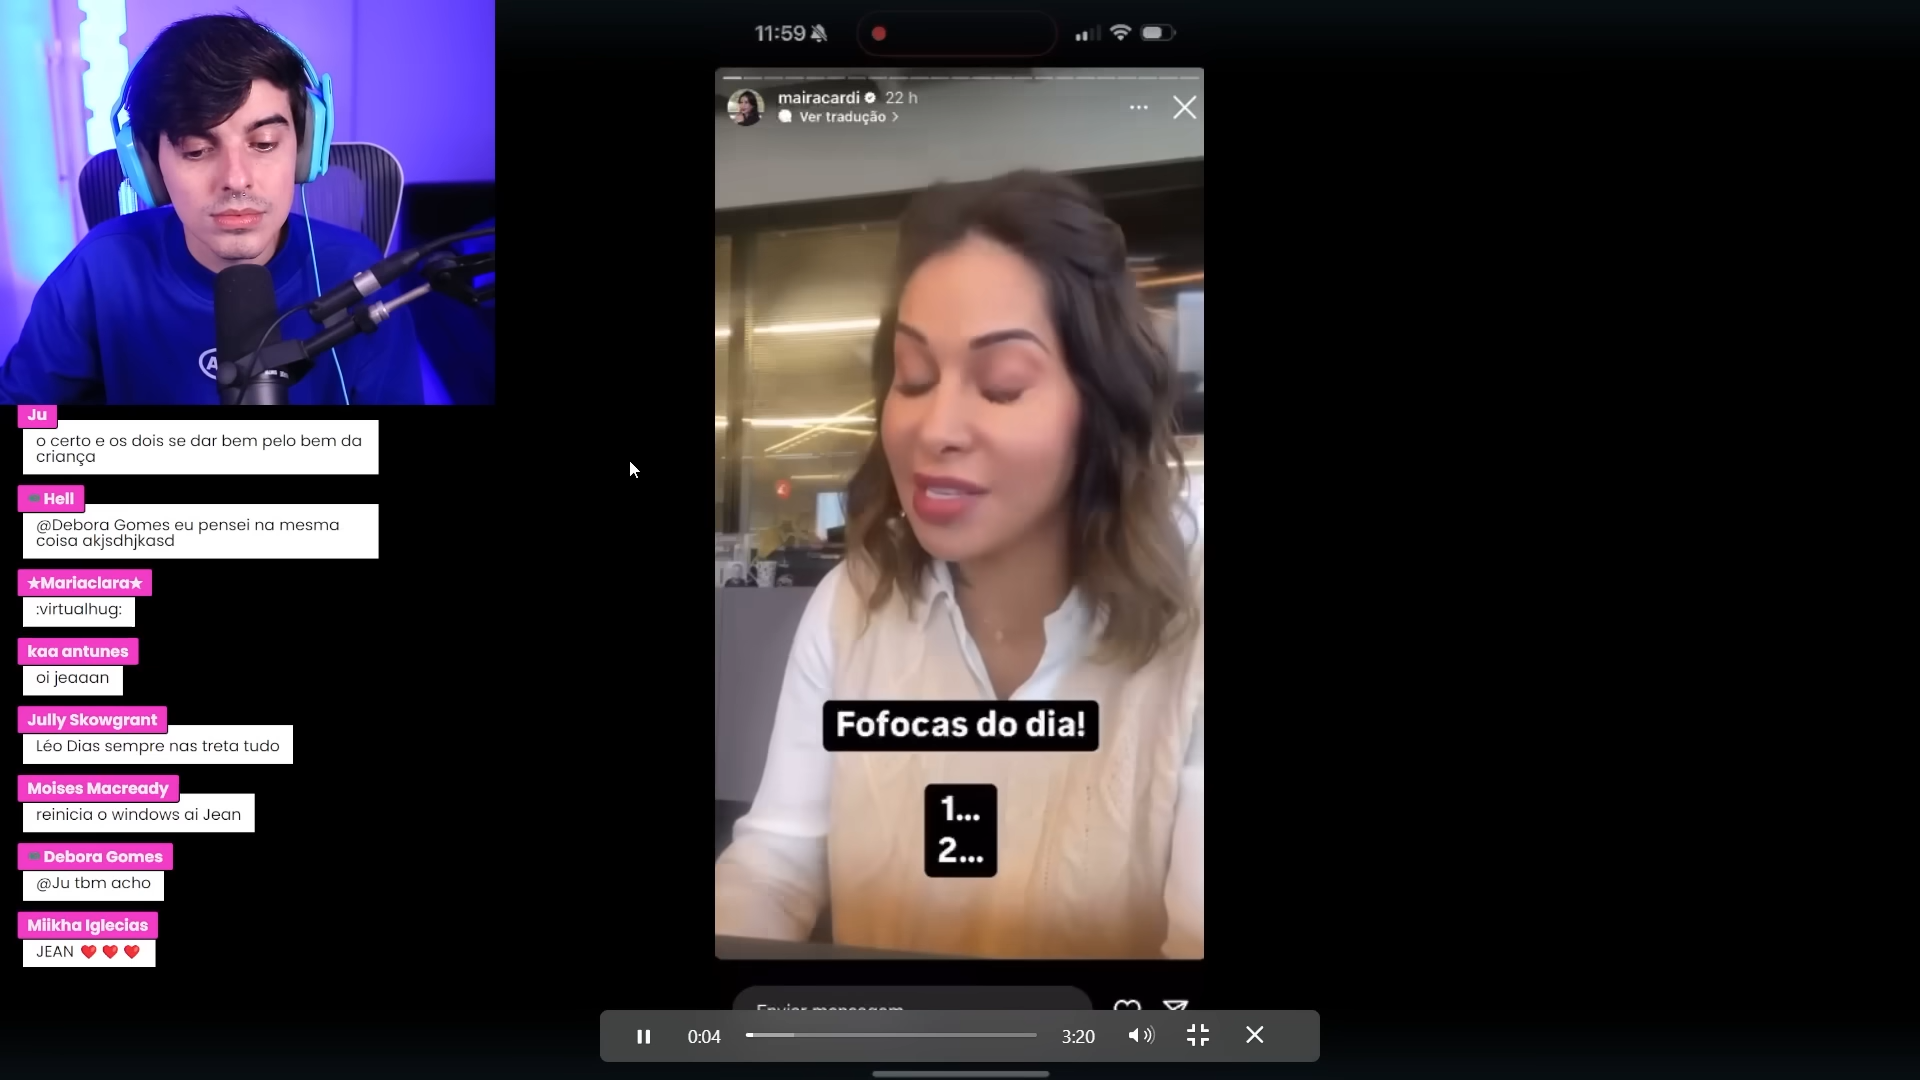 11:59
mairacardi 22 h
Ver tradução >
Fofocas do dia!
1...
2...
Enviar mensagem
0:04
3:20
Ju
o certo e os dois se dar bem pelo bem da
criança
Hell
@Debora Gomes eu pensei na mesma
coisa akjsdhjkasd
★Mariaclara★
:virtualhug:
kaa antunes
oi jeaaan
Jully Skowgrant
Léo Dias sempre nas treta tudo
Moises Macready
reinicia o windows ai Jean
Debora Gomes
@Ju tbm acho
Miikha Iglecias
JEAN ❤️ ❤️ ❤️